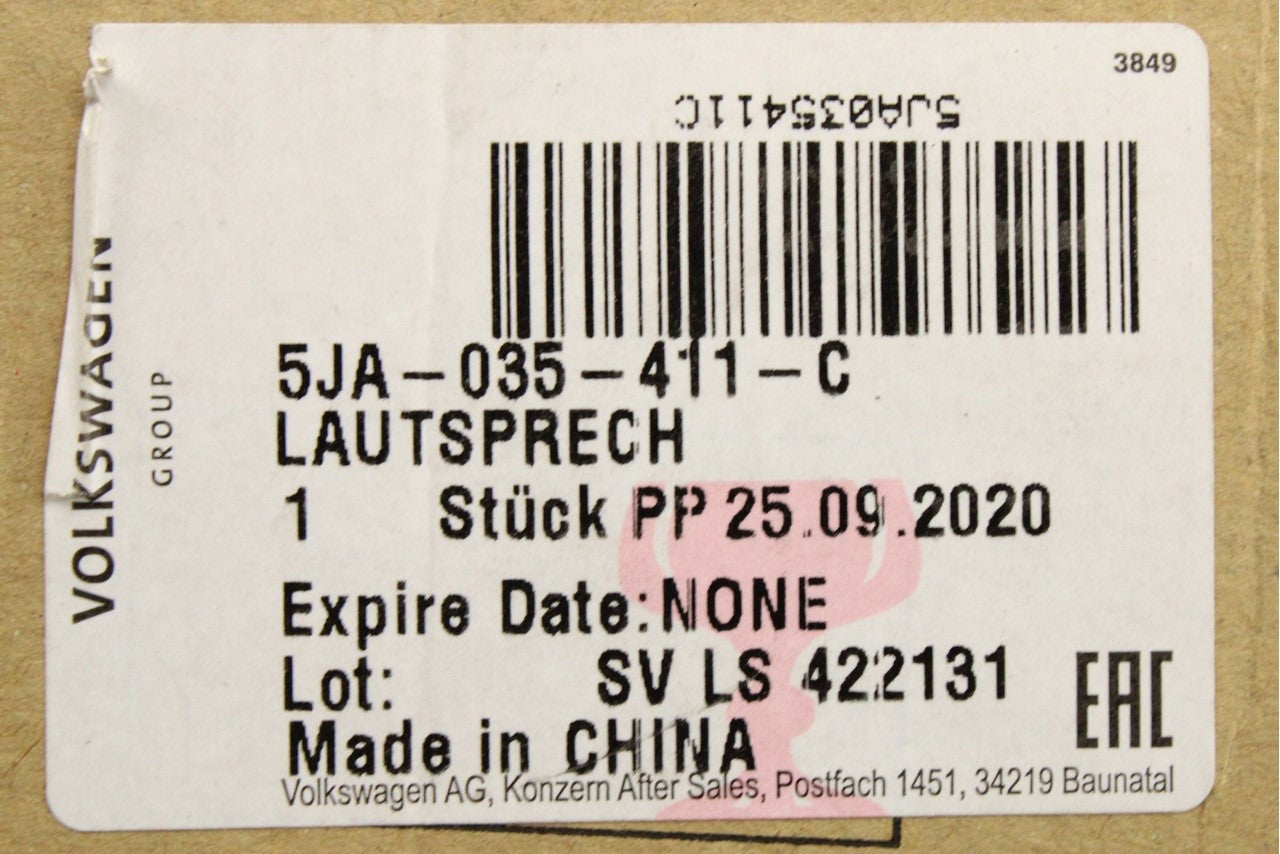 3849
5JA035411C
VOLKSWAGEN
GROUP
5JA-035-411-C
LAUTSPRECH
1 Stück PP 25.09.2020
Expire Date:NONE
Lot: SV LS 422131
Made in CHINA
EAC
Volkswagen AG, Konzern After Sales, Postfach 1451, 34219 Baunatal